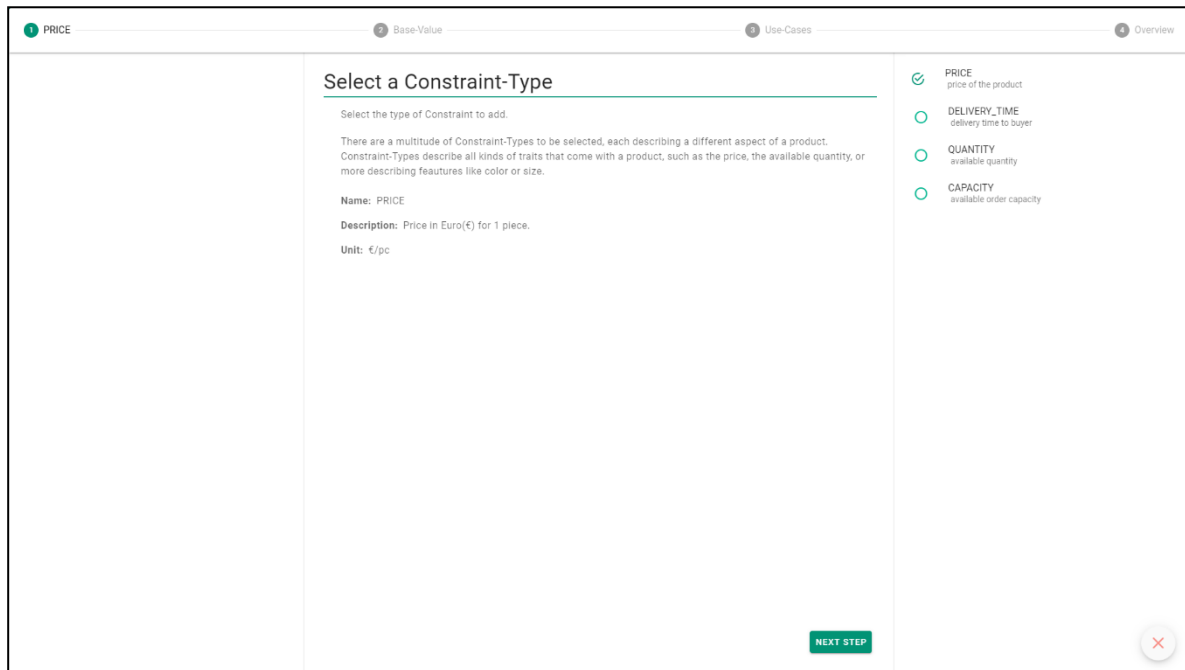 1 PRICE 2 Base-Value 3 Use-Cases 4 Overview
Select a Constraint-Type
Select the type of Constraint to add.
There are a multitude of Constraint-Types to be selected, each describing a different aspect of a product.
Constraint-Types describe all kinds of traits that come with a product, such as the price, the available quantity, or
more describing feautures like color or size.
Name: PRICE
Description: Price in Euro(€) for 1 piece.
Unit: €/pc
NEXT STEP
PRICE
price of the product
DELIVERY_TIME
delivery time to buyer
QUANTITY
available quantity
CAPACITY
available order capacity